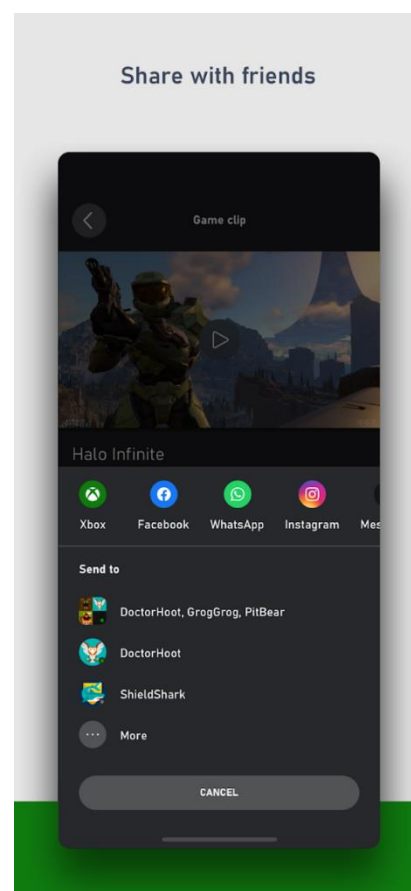 Share with friends
Game clip
Halo Infinite
Xbox Facebook WhatsApp Instagram Mes
Send to
DoctorHoot, GrogGrog, PitBear
DoctorHoot
ShieldShark
More
CANCEL